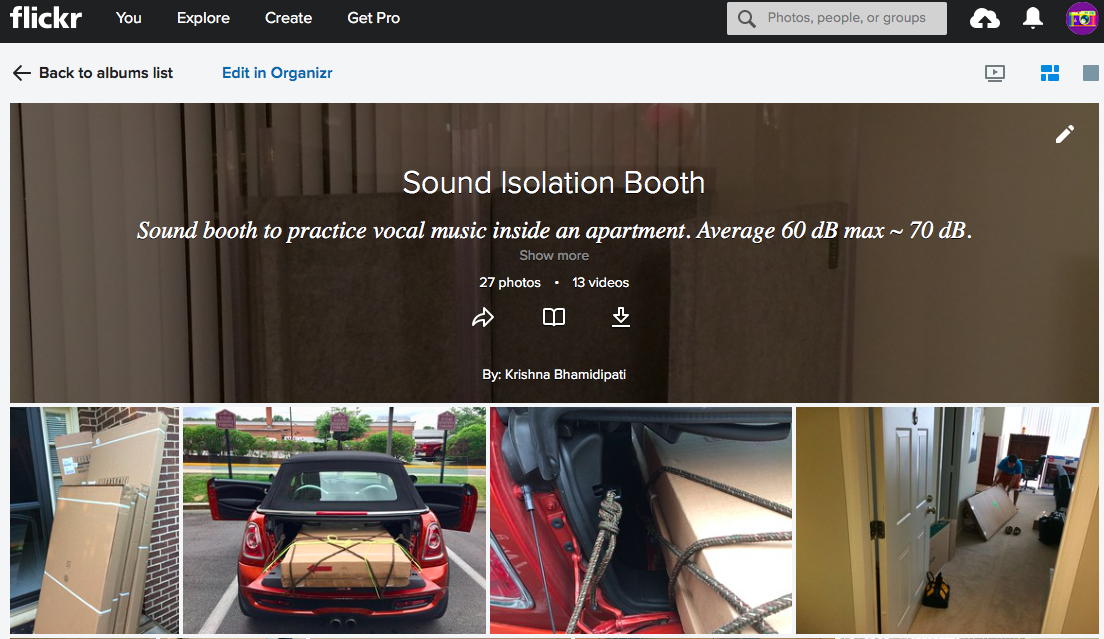 flickr You Explore Create Get Pro Photos, people, or groups
Back to albums list Edit in Organizr
Sound Isolation Booth
Sound booth to practice vocal music inside an apartment. Average 60 dB max ~ 70 dB.
Show more
27 photos • 13 videos
By: Krishna Bhamidipati